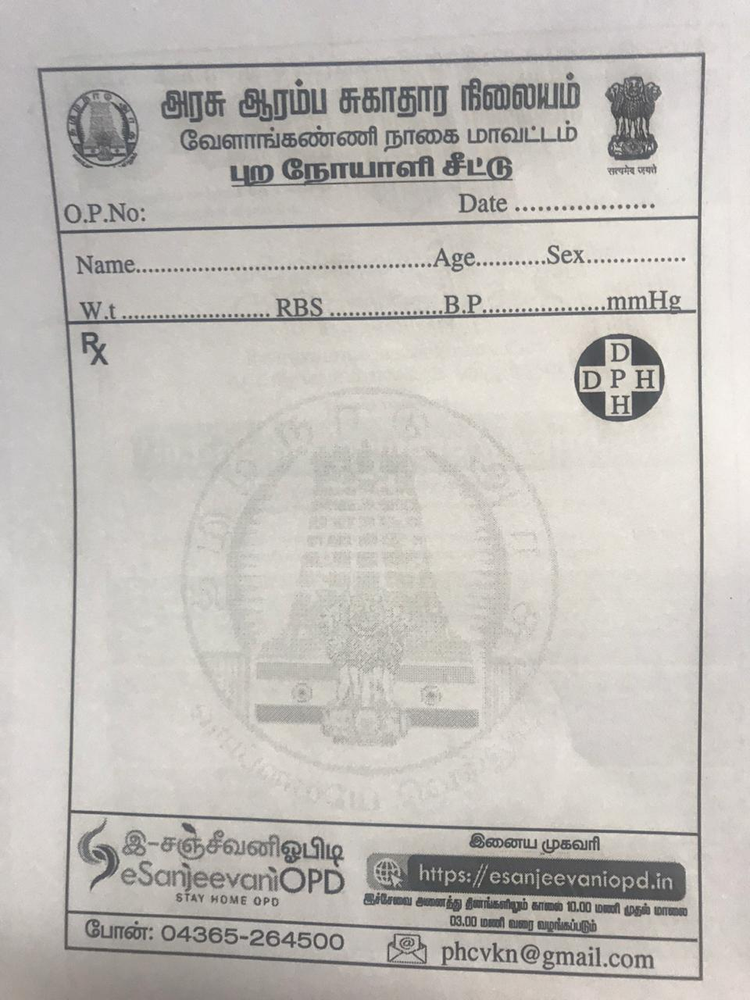 அரசு ஆரம்ப சுகாதார நிலையம்
வேளாங்கண்ணி நாகை மாவட்டம்
புற நோயாளி சீட்டு
सत्यमेव जयते
O.P.No:
Date ..................
Name...............................................Age...........Sex...............
W.t ........................ RBS ..................B.P...................mmHg
Rx
D
D P H
H
இ-சஞ்சீவனிஓபிடி
eSanjeevaniOPD
STAY HOME OPD
இனைய முகவரி
https://esanjeevaniopd.in
இச்சேவை அனைத்து தினங்களிலும் காலை 10.00 மணி முதல் மாலை
03.00 மணி வரை வழங்கப்படும்
போன்: 04365-264500
phcvkn@gmail.com